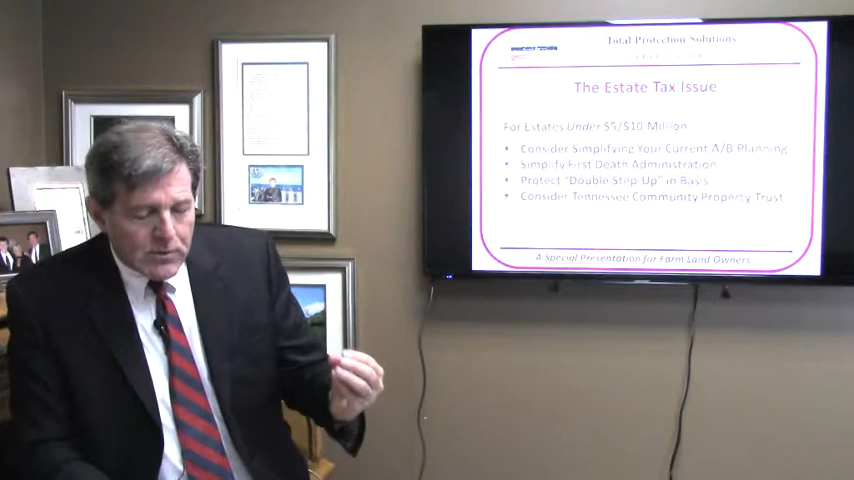 Total Protection Solutions
The Estate Tax Issue
For Estates Under $5/$10 Million
▪ Consider Simplifying Your Current A/B Planning
▪ Simplify First Death Administration
▪ Protect "Double Step-Up" in Basis
▪ Consider Tennessee Community Property Trust
A Special Presentation for Farm Land Owners